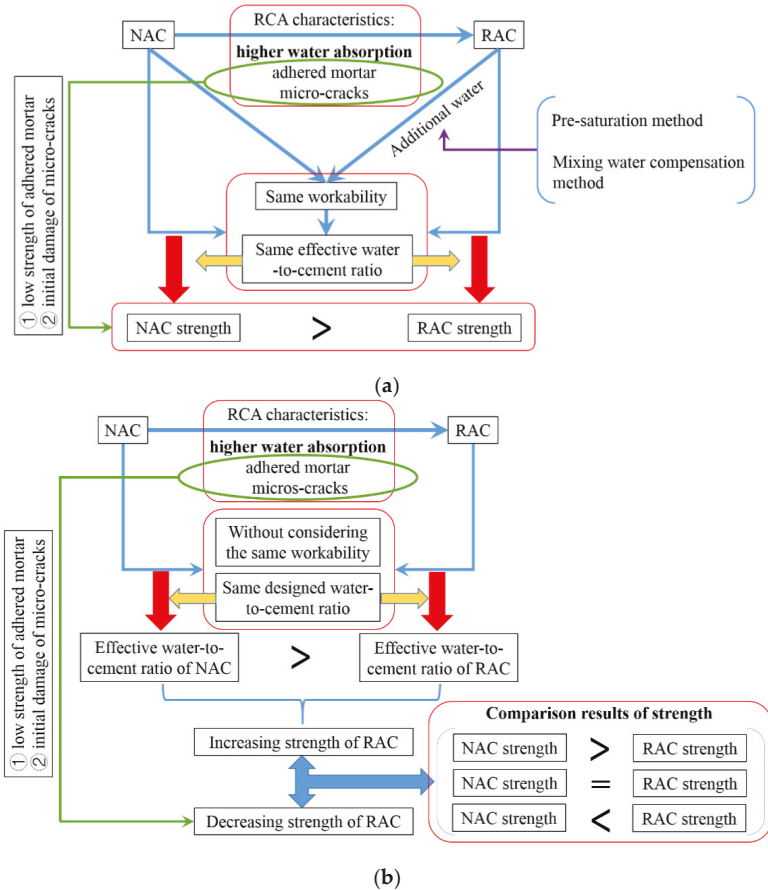 RCA characteristics:
NAC
RAC
higher water absorption
adhered mortar
micro-cracks
① low strength of adhered mortar
② initial damage of micro-cracks
Additional water
Pre-saturation method
Mixing water compensation
method
Same workability
Same effective water
-to-cement ratio
NAC strength
>
RAC strength
(a)
RCA characteristics:
NAC
RAC
higher water absorption
adhered mortar
micros-cracks
① low strength of adhered mortar
② initial damage of micro-cracks
Without considering
the same workability
Same designed water-
to-cement ratio
Effective water-to-
cement ratio of NAC
>
Effective water-to-
cement ratio of RAC
Comparison results of strength
Increasing strength of RAC
NAC strength > RAC strength
NAC strength = RAC strength
NAC strength < RAC strength
Decreasing strength of RAC
(b)